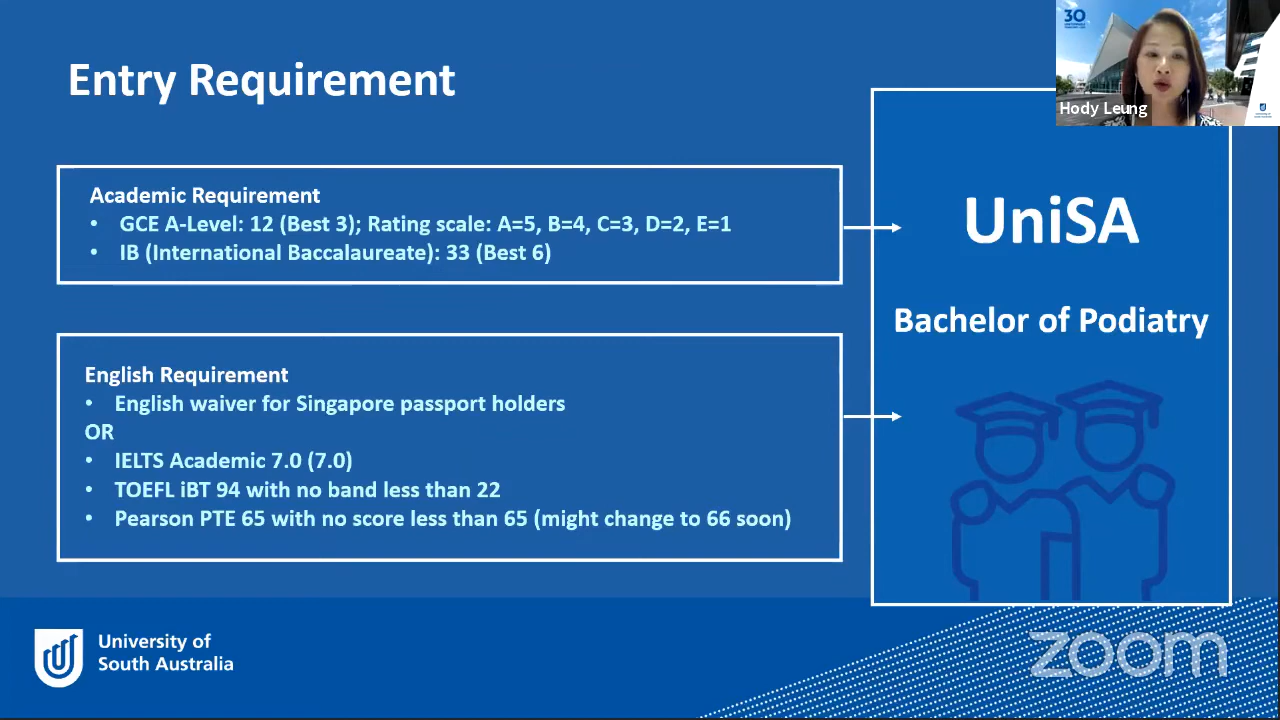 Entry Requirement
Academic Requirement
• GCE A-Level: 12 (Best 3); Rating scale: A=5, B=4, C=3, D=2, E=1
• IB (International Baccalaureate): 33 (Best 6)
English Requirement
• English waiver for Singapore passport holders
OR
• IELTS Academic 7.0 (7.0)
• TOEFL iBT 94 with no band less than 22
• Pearson PTE 65 with no score less than 65 (might change to 66 soon)
UniSA
Bachelor of Podiatry
30
Hody Leung
University of
South Australia
zoom